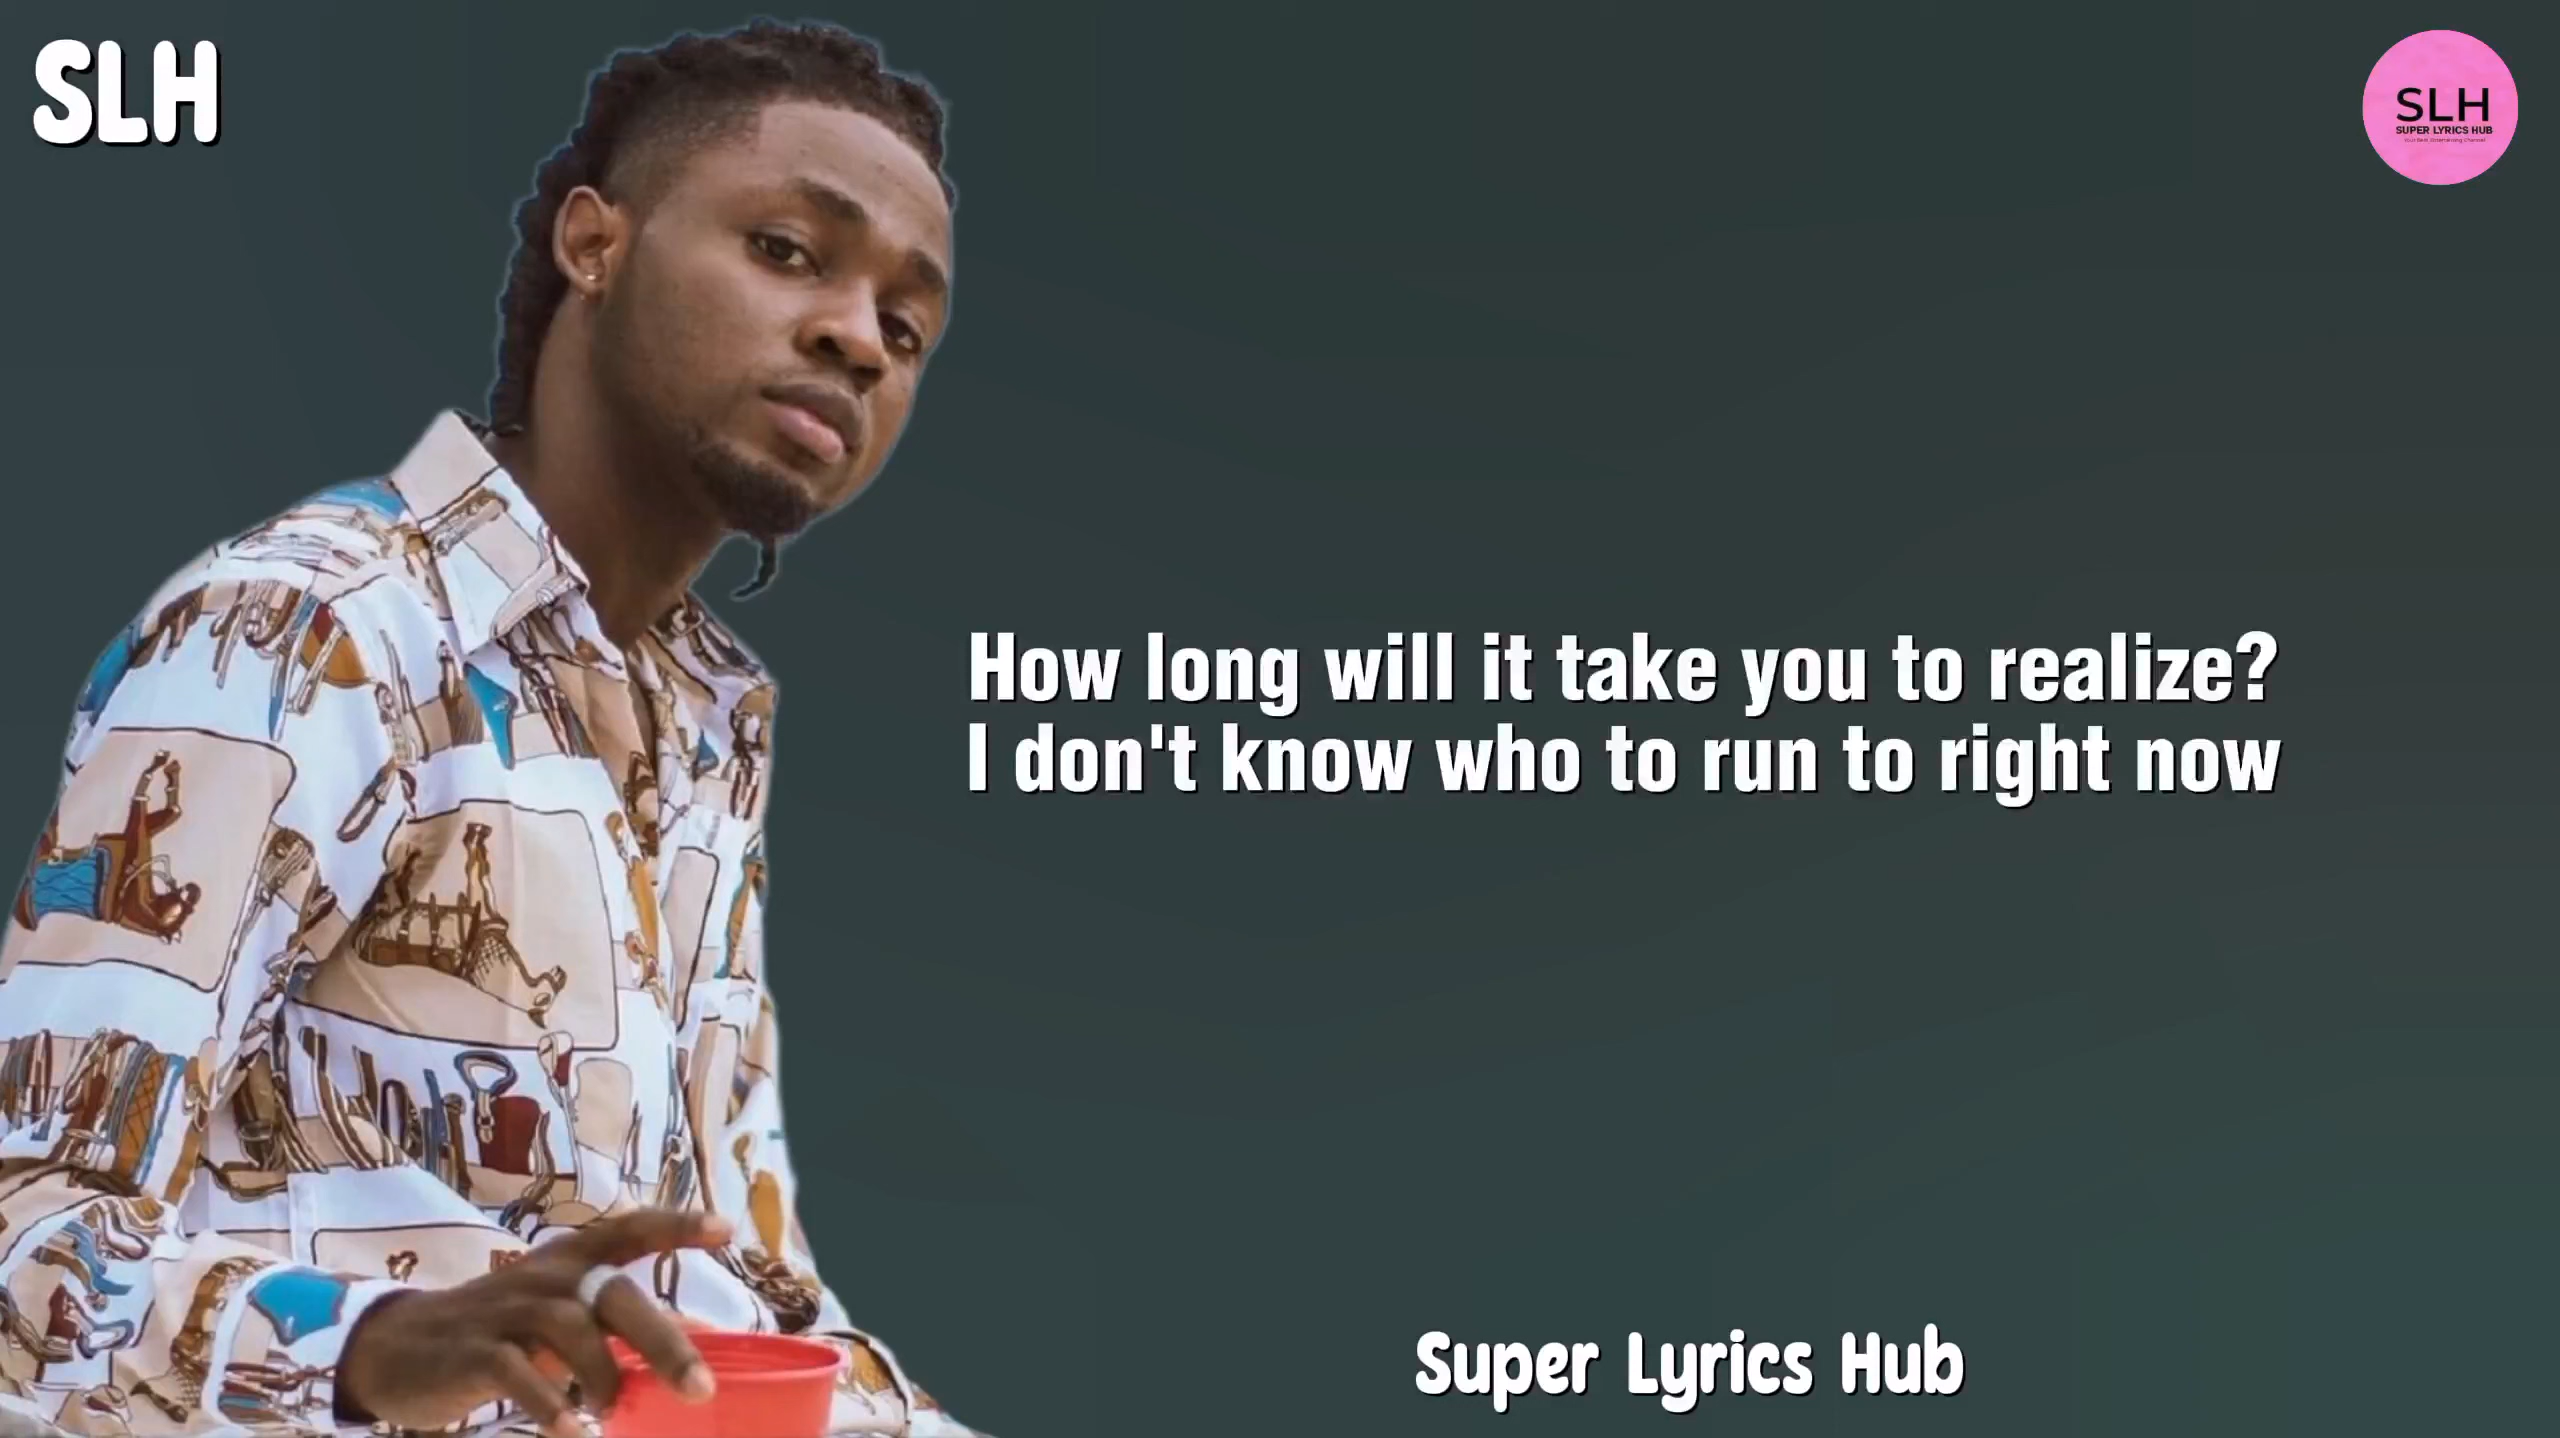 SLH
SLH
SUPER LYRICS HUB
How long will it take you to realize?
I don't know who to run to right now
Super Lyrics Hub